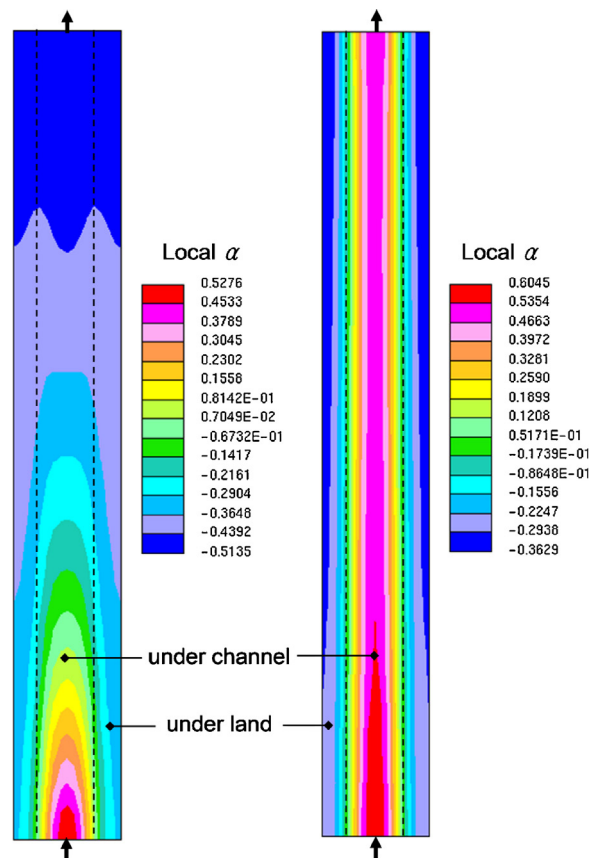 Local α
0.5276
0.4533
0.3789
0.3045
0.2302
0.1558
0.8142E-01
0.7049E-02
-0.6732E-01
-0.1417
-0.2161
-0.2904
-0.3648
-0.4392
-0.5135
Local α
0.6045
0.5354
0.4663
0.3972
0.3281
0.2590
0.1899
0.1208
0.5171E-01
-0.1739E-01
-0.8648E-01
-0.1556
-0.2247
-0.2938
-0.3629
under channel
under land